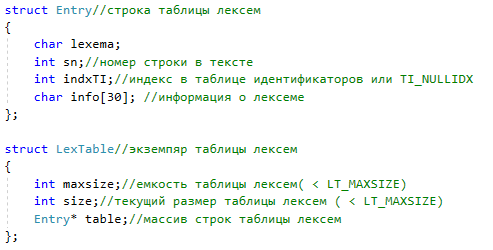 struct Entry//строка таблицы лексем
{
char lexema;
int sn;//номер строки в тексте
int indxTI;//индекс в таблице идентификаторов или TI_NULLIDX
char info[30]; //информация о лексеме
};
struct LexTable//экземпяр таблицы лексем
{
int maxsize;//емкость таблицы лексем( < LT_MAXSIZE)
int size;//текущий размер таблицы лексем ( < LT_MAXSIZE)
Entry* table;//массив строк таблицы лексем
};